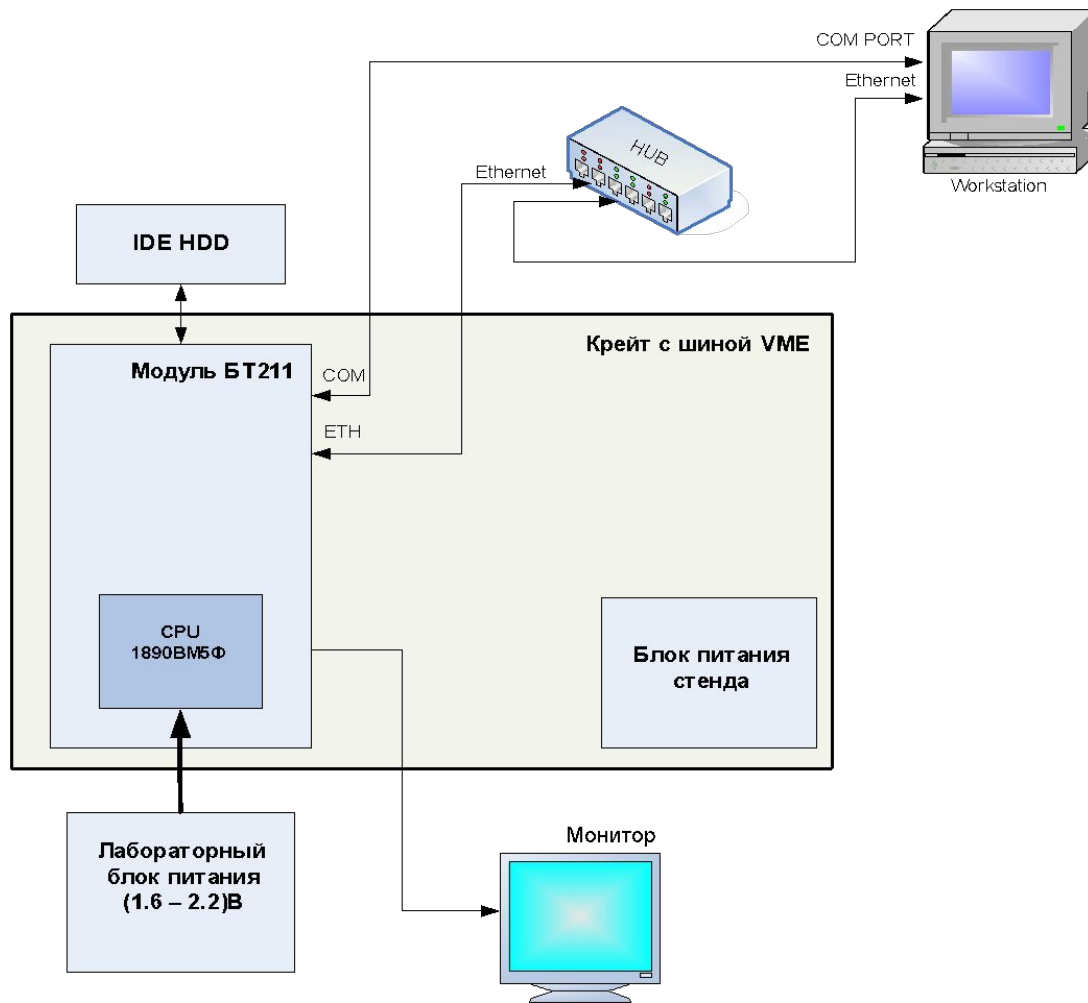 COM PORT
Ethernet
HUB
Ethernet
Workstation
IDE HDD
Крейт с шиной VME
Модуль БТ211
COM
ETH
CPU
1890ВМ5Ф
Блок питания
стенда
Лабораторный
блок питания
(1.6 – 2.2)В
Монитор